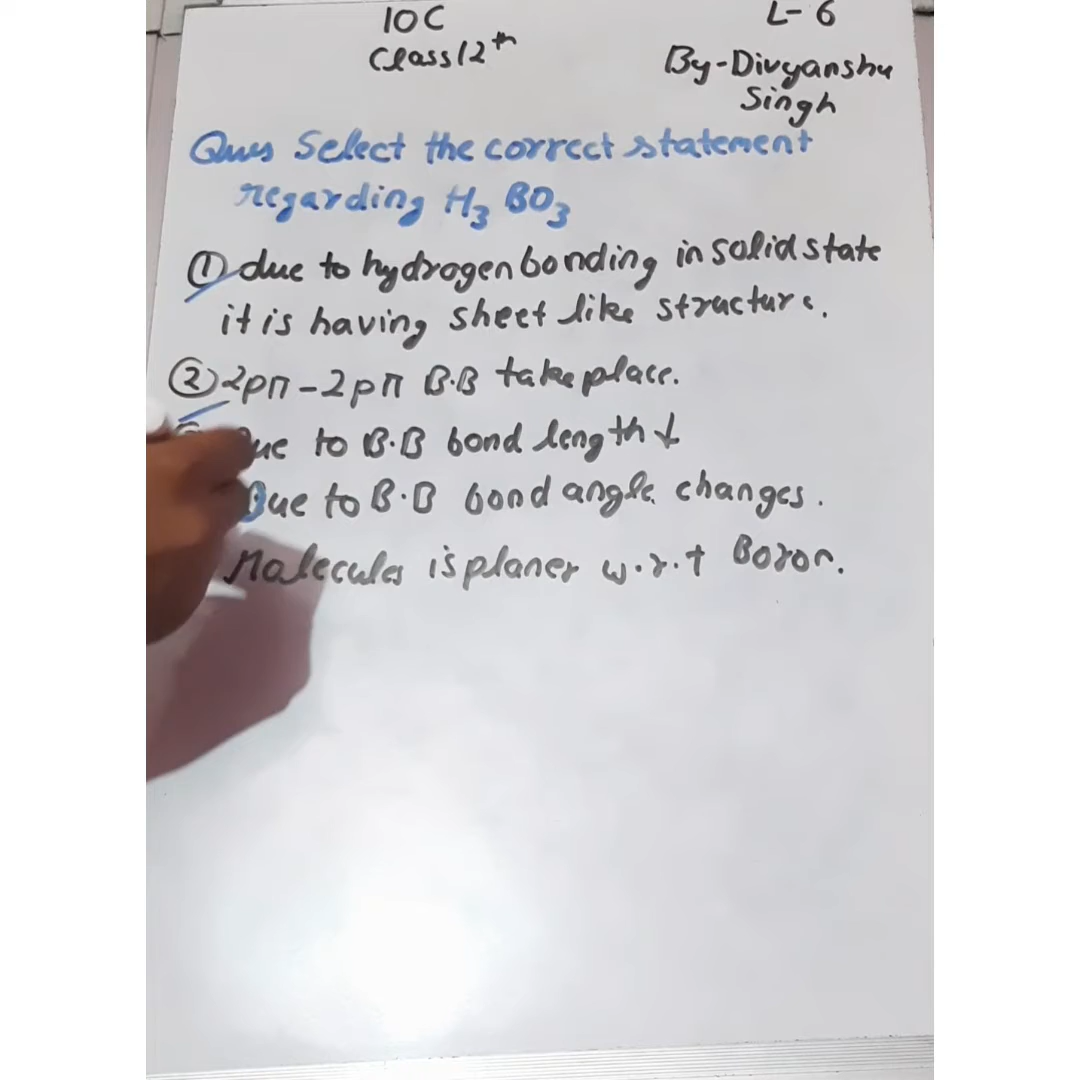 IOC
L-6
Class 12th
By-Divyanshu
Singh
Ques Select the correct statement
regarding H3 BO3
① due to hydrogen bonding in solid state
it is having sheet like structure.
② 2pπ-2pπ B.B take place.
to B.B bond length ↓
Due to B.B bond angle changes.
Molecules is planer w.r.t Boron.